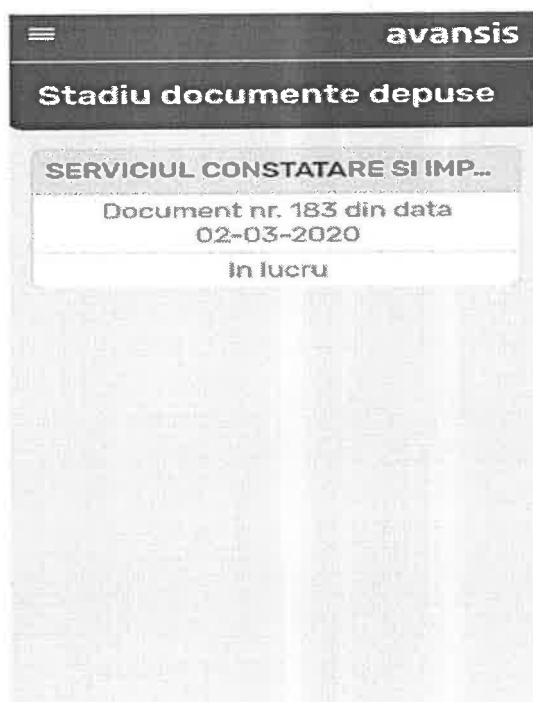 avansis
Stadiu documente depuse
SERVICIUL CONSTATARE SI IMP...
Document nr. 183 din data
02-03-2020
In lucru